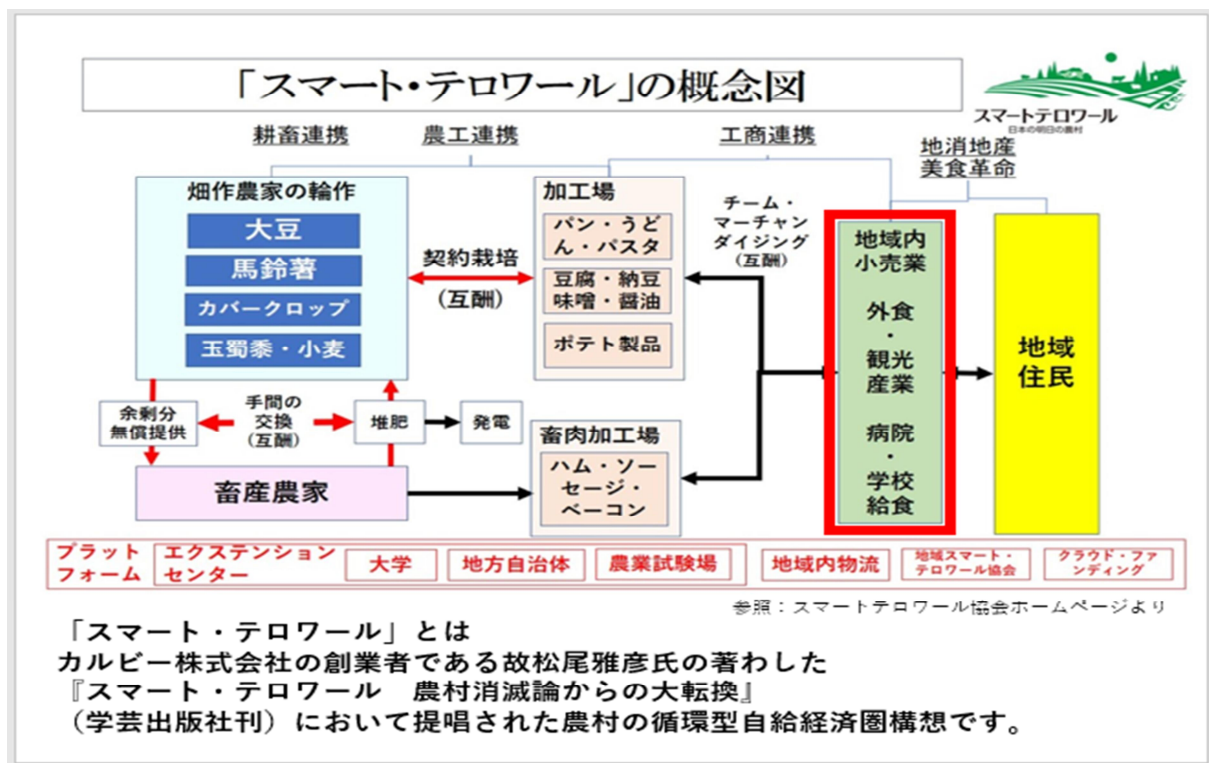 「スマート・テロワール」の概念図
スマートテロワール
日本の明日の農村
耕畜連携
農工連携
工商連携
地消地産
美食革命
畑作農家の輪作
大豆
馬鈴薯
カバークロップ
玉蜀黍・小麦
契約栽培
(互酬)
加工場
パン・うど
ん・パスタ
豆腐・納豆
味噌・醤油
ポテト製品
チーム・
マーチャン
ダイジング
(互酬)
地域内
小売業
外食
・
観光
産業
病院
・
学校
給食
地域
住民
余剰分
無償提供
手間の
交換
(互酬)
堆肥
発電
畜産農家
畜肉加工場
ハム・ソー
セージ・
ベーコン
プラット
フォーム
エクステンション
センター
大学
地方自治体
農業試験場
地域内物流
地域スマート・
テロワール協会
クラウド・ファ
ンディング
参照：スマートテロワール協会ホームページより
「スマート・テロワール」とは
カルビー株式会社の創業者である故松尾雅彦氏の著わした
『スマート・テロワール　農村消滅論からの大転換』
（学芸出版社刊）において提唱された農村の循環型自給経済圏構想です。